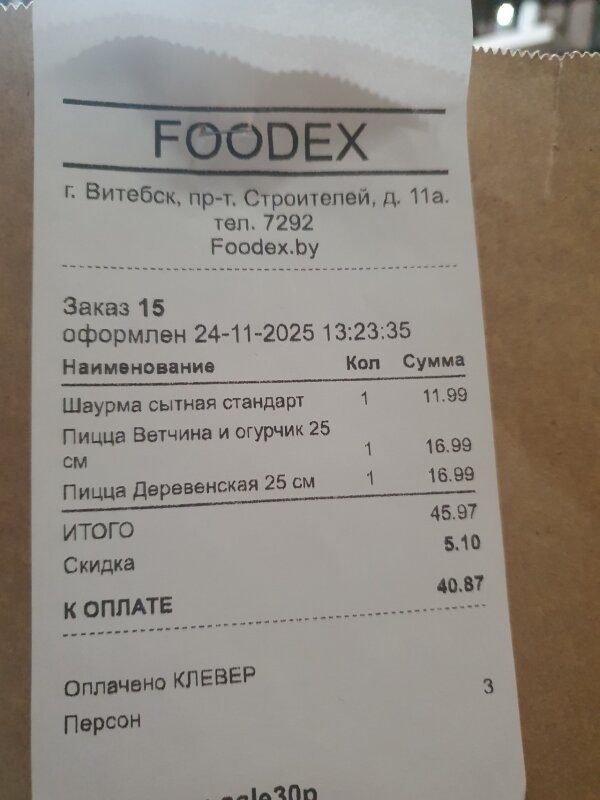 FOODEX
г. Витебск, пр-т. Строителей, д. 11а.
тел. 7292
Foodex.by
Заказ 15
оформлен 24-11-2025 13:23:35
Наименование Кол Сумма
Шаурма сытная стандарт 1 11.99
Пицца Ветчина и огурчик 25
см 1 16.99
Пицца Деревенская 25 см 1 16.99
ИТОГО 45.97
Скидка 5.10
К ОПЛАТЕ 40.87
Оплачено КЛЕВЕР
Персон 3